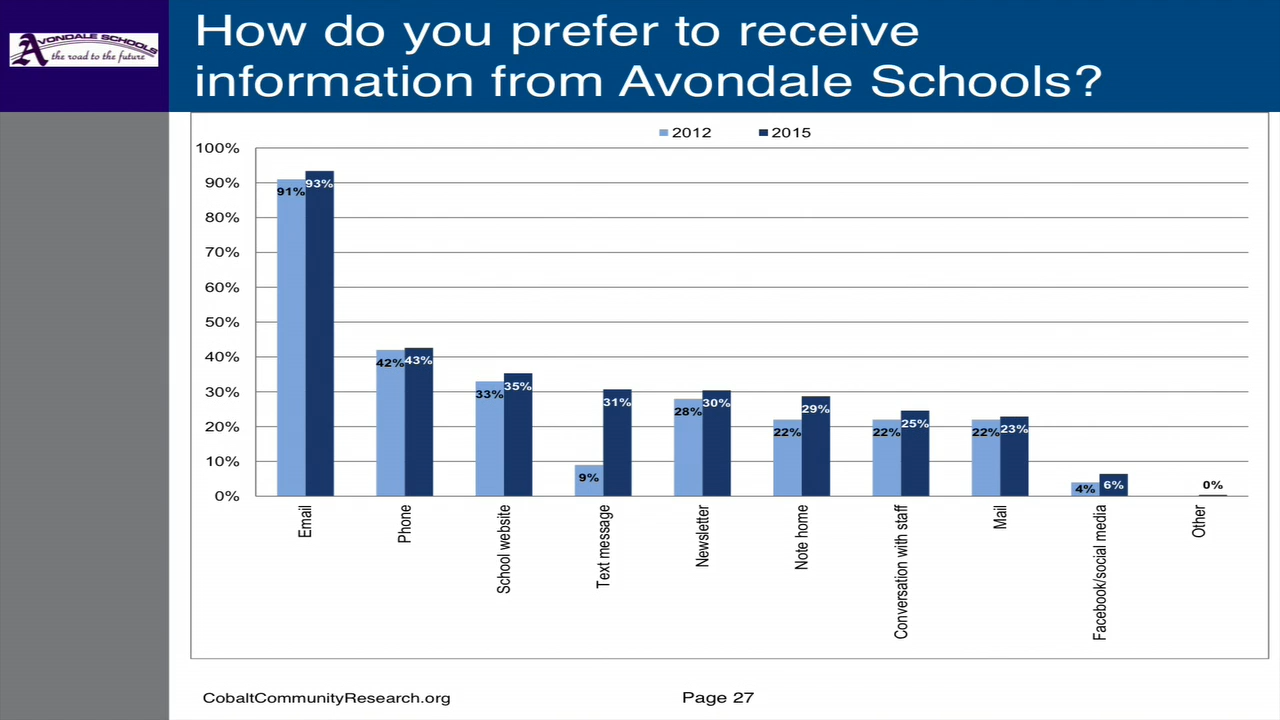 AVONDALE SCHOOLS
the road to the future
How do you prefer to receive
information from Avondale Schools?
2012 2015
100%
90%
80%
70%
60%
50%
40%
30%
20%
10%
0%
91% 93%
42% 43%
33% 35%
9% 31%
28% 30%
22% 29%
22% 25%
22% 23%
4% 6%
0%
Email
Phone
School website
Text message
Newsletter
Note home
Conversation with staff
Mail
Facebook/social media
Other
CobaltCommunityResearch.org
Page 27